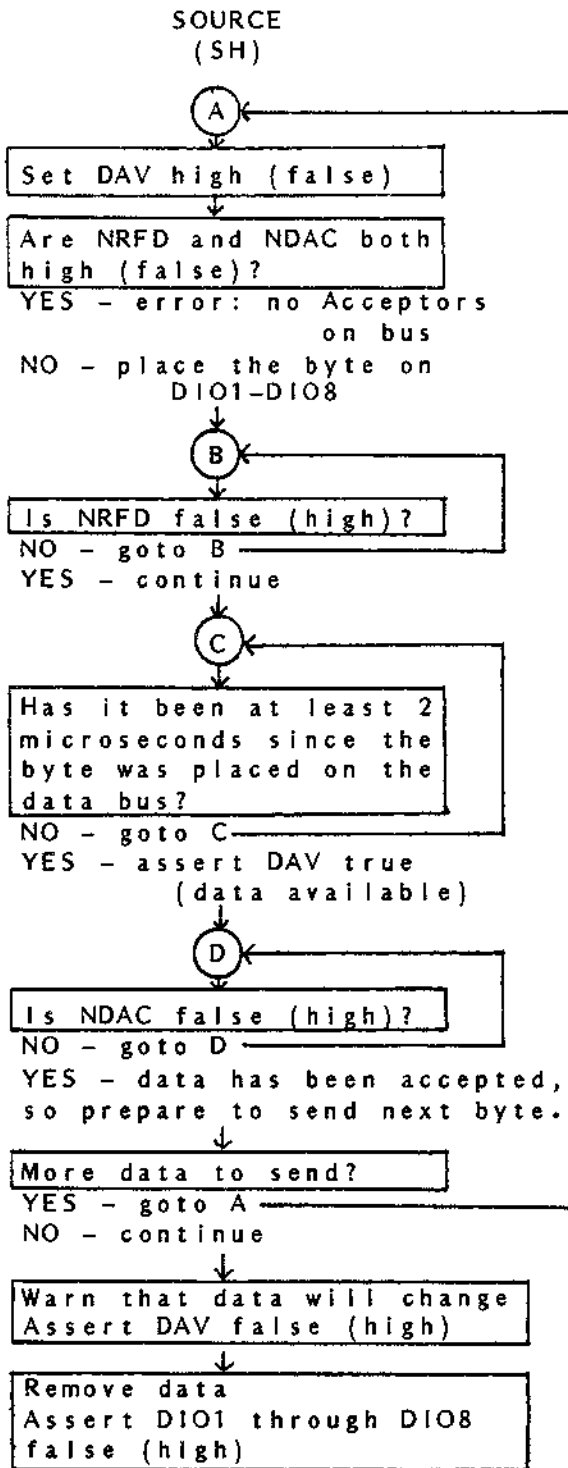 SOURCE
(SH)
A
Set DAV high (false)
Are NRFD and NDAC both
high (false)?
YES – error: no Acceptors
on bus
NO – place the byte on
DIO1–DIO8
B
Is NRFD false (high)?
NO – goto B
YES – continue
C
Has it been at least 2
microseconds since the
byte was placed on the
data bus?
NO – goto C
YES – assert DAV true
(data available)
D
Is NDAC false (high)?
NO – goto D
YES – data has been accepted,
so prepare to send next byte.
More data to send?
YES – goto A
NO – continue
Warn that data will change
Assert DAV false (high)
Remove data
Assert DIO1 through DIO8
false (high)